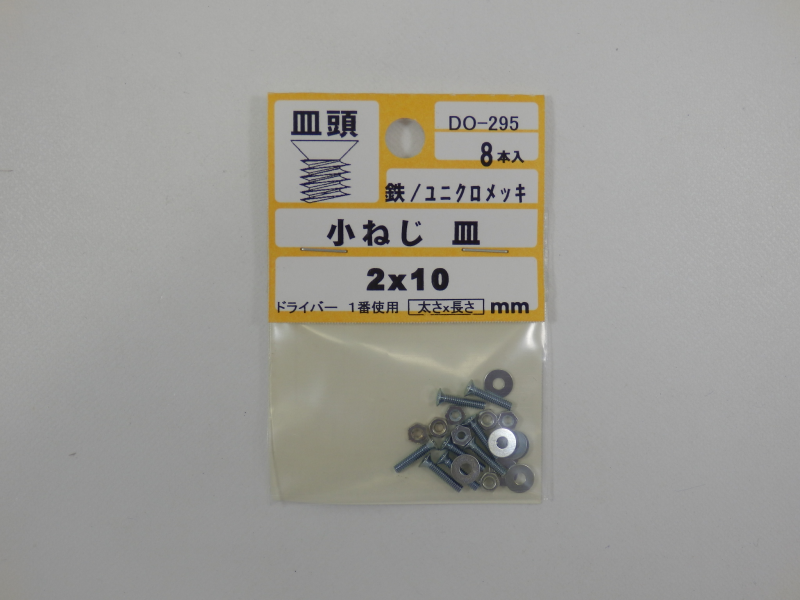 皿頭
DO-295
8本入
鉄/ユニクロメッキ
小ねじ 皿
2x10
ドライバー 1番使用 太さx長さ mm